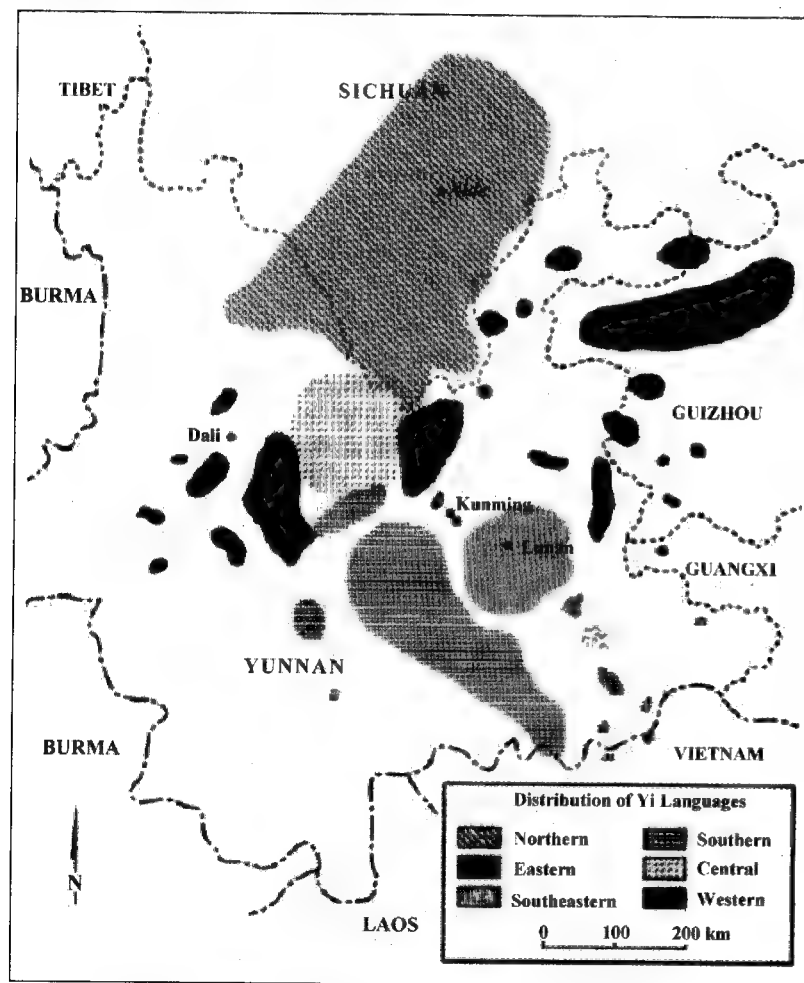 TIBET
SICHUAN
BURMA
Dali
GUIZHOU
Kunming
Lunan
GUANGXI
YUNNAN
BURMA
VIETNAM
LAOS
N
Distribution of Yi Languages
Northern
Southern
Eastern
Central
Southeastern
Western
0 100 200 km